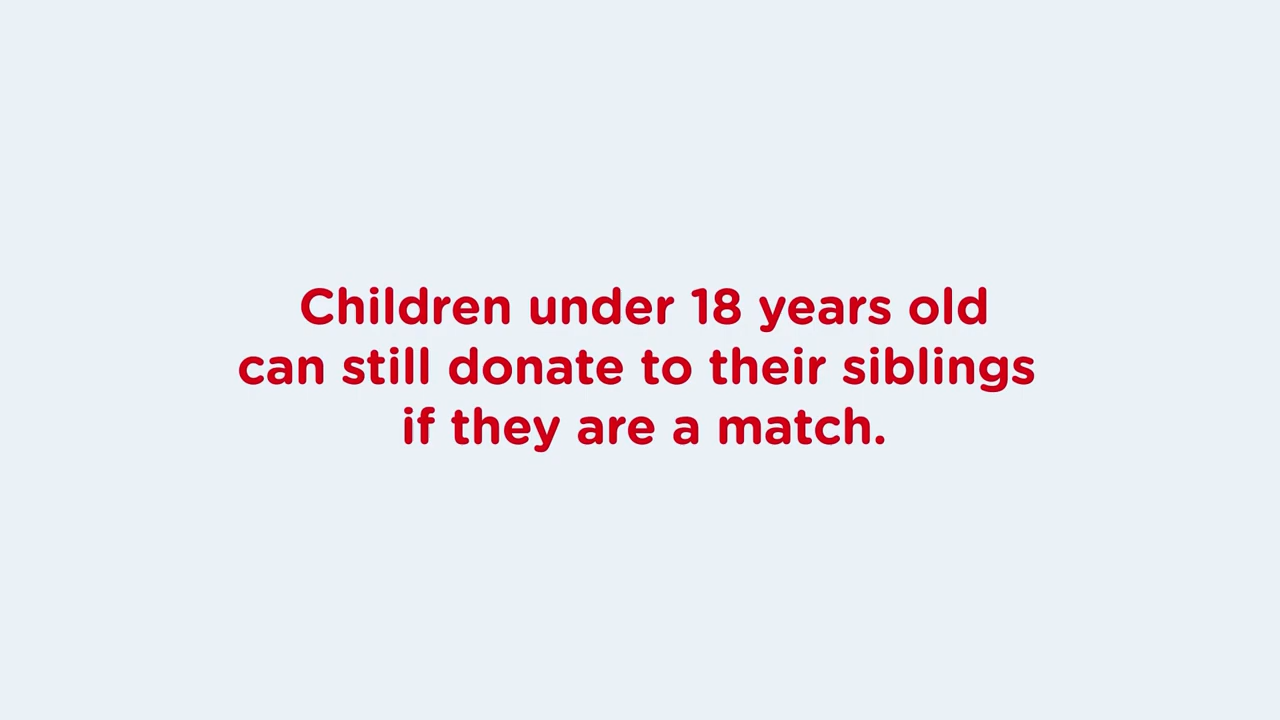 Children under 18 years old
can still donate to their siblings
if they are a match.